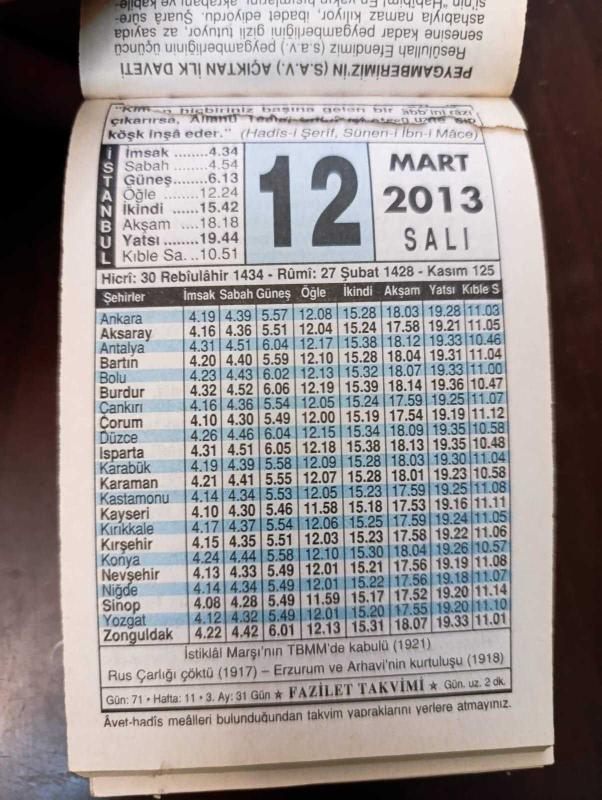 sinin "Habibim! En yakın hısımlarını, akrabanı ve kabile-
ashabıyla namaz kılıyor, ibadet ediyordu. Şuarâ sûre-
senesine kadar peygamberliğini gizli tutuyor, az sayıda
Resûlullah Efendimiz (s.a.v.) peygamberliğinin üçüncü
PEYGAMBERİMİZ'İN (S.A.V.) AÇIKTAN İLK DAVETİ
hiçbiriniz başına gelen bir
çıkarırsa,
köşk inşâ eder." (Hadîs-i Şerif, Sünen-i İbn-i Mâce)
İSTANBUL
İmsak ........4.34
Sabah ........4.54
Güneş........6.13
Öğle .........12.24
İkindi ......15.42
Akşam ......18.18
Yatsı........19.44
Kıble Sa. ..10.51
12
MART
2013
SALI
Hicrî: 30 Rebîulâhir 1434 - Rûmî: 27 Şubat 1428 - Kasım 125
Şehirler İmsak Sabah Güneş Öğle İkindi Akşam Yatsı Kıble S
Ankara 4.19 4.39 5.57 12.08 15.28 18.03 19.28 11.03
Aksaray 4.16 4.36 5.51 12.04 15.24 17.58 19.21 11.05
Antalya 4.31 4.51 6.04 12.17 15.38 18.12 19.33 10.46
Bartın 4.20 4.40 5.59 12.10 15.28 18.04 19.31 11.04
Bolu 4.23 4.43 6.02 12.13 15.32 18.07 19.33 11.00
Burdur 4.32 4.52 6.06 12.19 15.39 18.14 19.36 10.47
Çankırı 4.16 4.36 5.54 12.05 15.24 17.59 19.25 11.07
Çorum 4.10 4.30 5.49 12.00 15.19 17.54 19.19 11.12
Düzce 4.26 4.46 6.04 12.15 15.34 18.09 19.35 10.58
Isparta 4.31 4.51 6.05 12.18 15.38 18.13 19.35 10.48
Karabük 4.19 4.39 5.58 12.09 15.28 18.03 19.30 11.04
Karaman 4.21 4.41 5.55 12.07 15.28 18.01 19.23 10.58
Kastamonu 4.14 4.34 5.53 12.05 15.23 17.59 19.25 11.08
Kayseri 4.10 4.30 5.46 11.58 15.18 17.53 19.16 11.11
Kırıkkale 4.17 4.37 5.54 12.06 15.25 17.59 19.24 11.05
Kırşehir 4.15 4.35 5.51 12.03 15.23 17.58 19.22 11.06
Konya 4.24 4.44 5.58 12.10 15.30 18.04 19.26 10.57
Nevşehir 4.13 4.33 5.49 12.01 15.21 17.56 19.19 11.08
Niğde 4.14 4.34 5.49 12.01 15.22 17.56 19.18 11.07
Sinop 4.08 4.28 5.49 11.59 15.17 17.52 19.20 11.14
Yozgat 4.12 4.32 5.49 12.01 15.20 17.55 19.20 11.10
Zonguldak 4.22 4.42 6.01 12.13 15.31 18.07 19.33 11.01
İstiklâl Marşı'nın TBMM'de kabulü (1921)
Rus Çarlığı çöktü (1917) – Erzurum ve Arhavi'nin kurtuluşu (1918)
Gün: 71 • Hafta: 11 • 3. Ay: 31 Gün ★ FAZİLET TAKVİMİ ★ Gün. uz. 2 dk.
Âyet-hadîs meâlleri bulunduğundan takvim yapraklarını yerlere atmayınız.